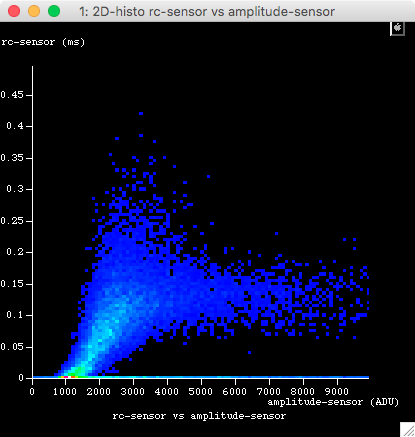 1: 2D-histo rc-sensor vs amplitude-sensor
rc-sensor (ms)
0.45
0.4
0.35
0.3
0.25
0.2
0.15
0.1
0.05
0
0 1000 2000 3000 4000 5000 6000 7000 8000 9000
amplitude-sensor (ADU)
rc-sensor vs amplitude-sensor